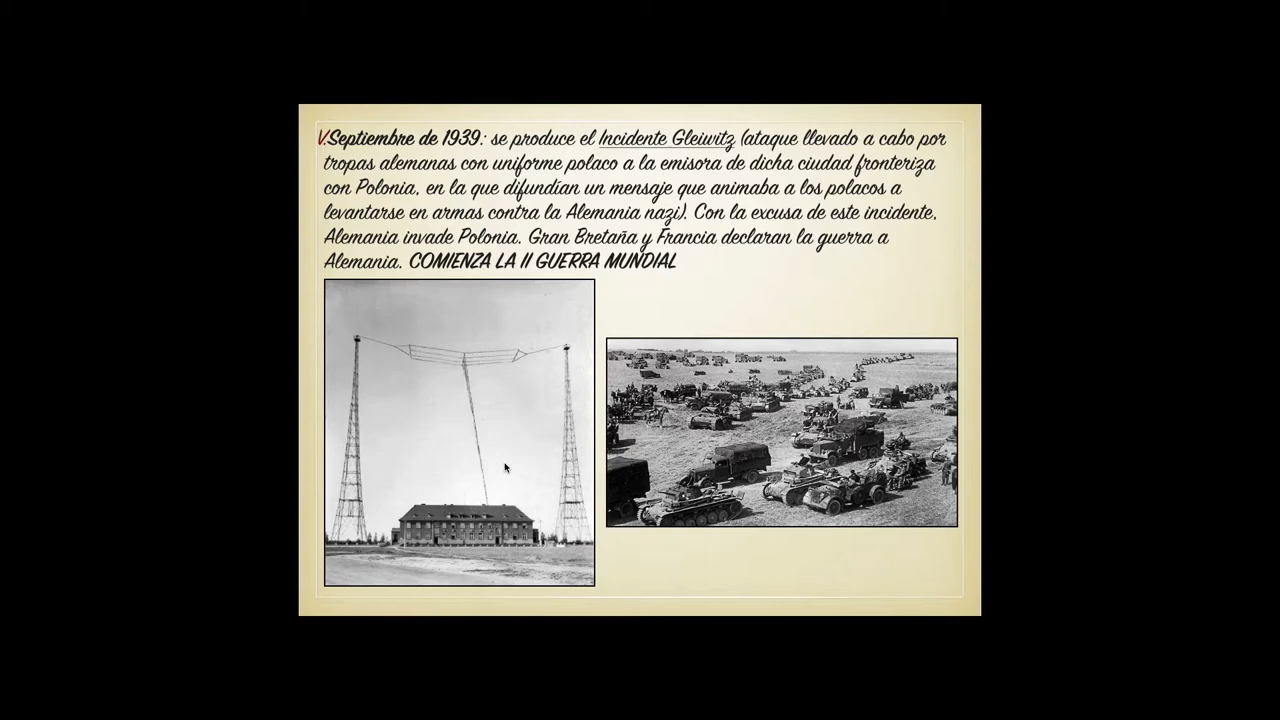 V.Septiembre de 1939: se produce el Incidente Gleiwitz (ataque llevado a cabo por
tropas alemanas con uniforme polaco a la emisora de dicha ciudad fronteriza
con Polonia, en la que difundían un mensaje que animaba a los polacos a
levantarse en armas contra la Alemania nazi). Con la excusa de este incidente,
Alemania invade Polonia. Gran Bretaña y Francia declaran la guerra a
Alemania. COMIENZA LA II GUERRA MUNDIAL